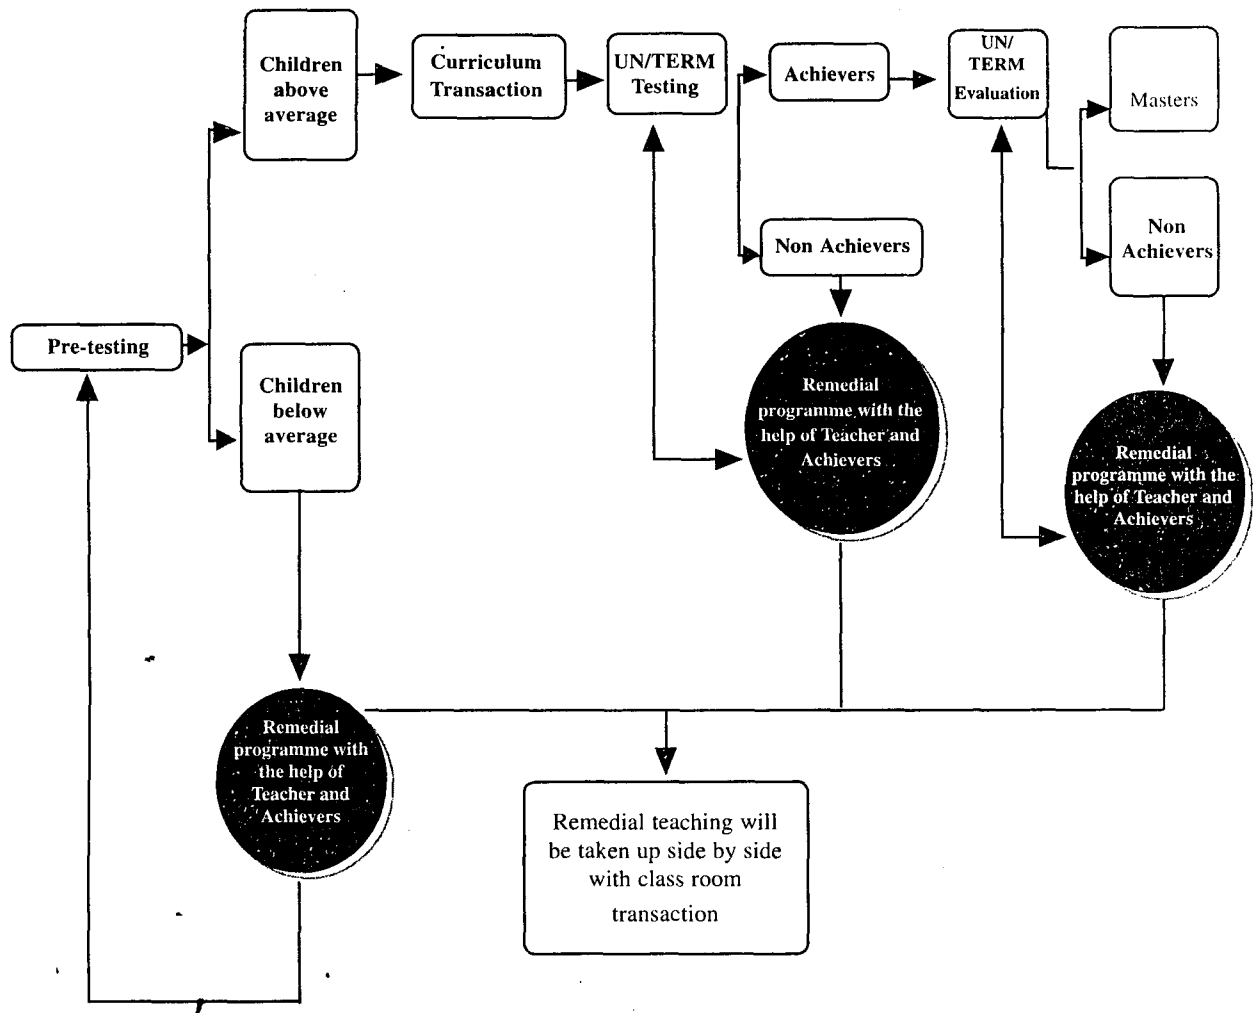 Children
above
average
Curriculum
Transaction
UN/TERM
Testing
Achievers
UN/
TERM
Evaluation
Masters
Non Achievers
Non
Achievers
Pre-testing
Children
below
average
Remedial
programme with the
help of Teacher and
Achievers
Remedial
programme with the
help of Teacher and
Achievers
Remedial
programme with
the help of
Teacher and
Achievers
Remedial teaching will
be taken up side by side
with class room
transaction